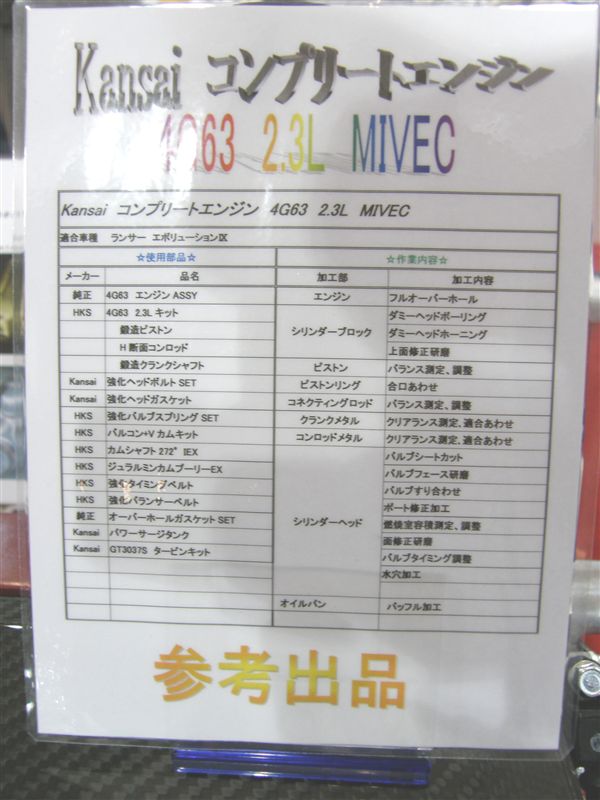 Kansai コンプリートエンジン
4G63 2.3L MIVEC
Kansai コンプリートエンジン 4G63 2.3L MIVEC
適合車種 ランサー エボリューションⅨ
☆使用部品☆ ☆作業内容☆
メーカー 品名 加工部 加工内容
純正 4G63 エンジン ASSY エンジン フルオーバーホール
HKS 4G63 2.3L キット シリンダーブロック ダミーヘッドボーリング
鍛造ピストン ダミーヘッドホーニング
H 断面コンロッド 上面修正研磨
鍛造クランクシャフト ピストン バランス測定、調整
Kansai 強化ヘッドボルト SET ピストンリング 合口あわせ
Kansai 強化ヘッドガスケット コネクティングロッド バランス測定、調整
HKS 強化バルブスプリング SET クランクメタル クリアランス測定、適合あわせ
HKS バルコン+V カムキット コンロッドメタル クリアランス測定、適合あわせ
HKS カムシャフト 272° IEX シリンダーヘッド バルブシートカット
HKS ジュラルミンカムプーリーEX バルブフェース研磨
HKS 強化タイミングベルト バルブすり合わせ
HKS 強化バランサーベルト ポート修正加工
純正 オーバーホールガスケット SET 燃焼室容積測定、調整
Kansai パワーサージタンク 面修正研磨
Kansai GT3037S タービンキット バルブタイミング調整
水穴加工
オイルパン バッフル加工
参考出品